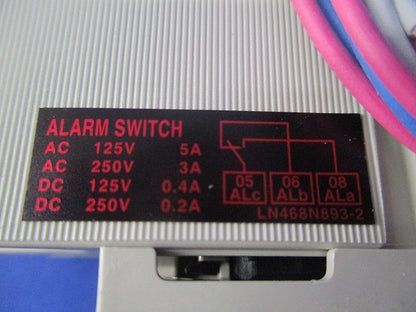 ALARM SWITCH
AC 125V 5A
AC 250V 3A
DC 125V 0.4A
DC 250V 0.2A
05 06 08
ALc ALb ALa
LN468N893-2